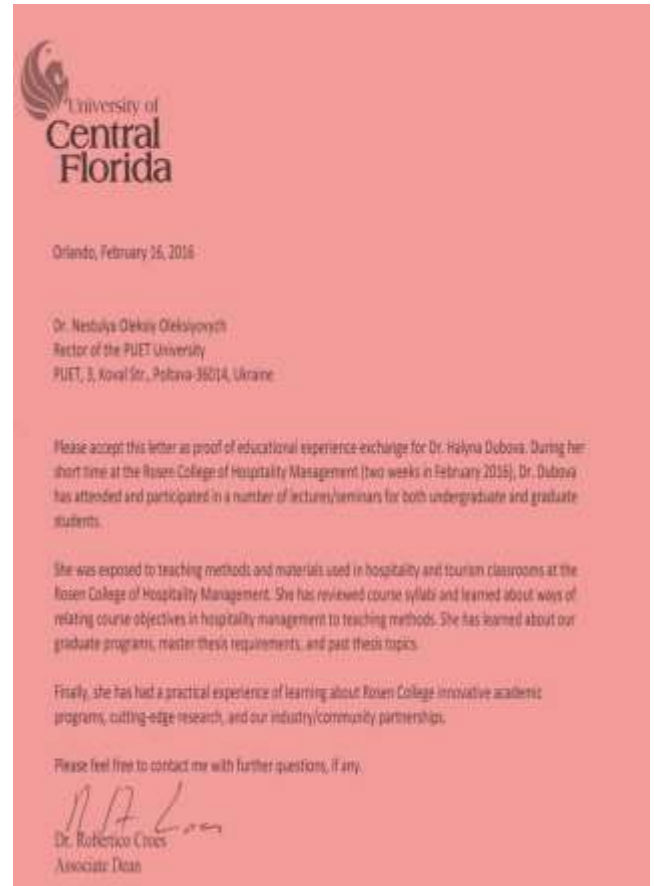 University of
Central
Florida
Orlando, February 16, 2016
Dr. Nestulya Oleksiy Oleksiyovych
Rector of the PUET University
PUET, 3, Koval Str., Poltava-36014, Ukraine
Please accept this letter as proof of educational experience exchange for Dr. Halyna Dubova. During her
short time at the Rosen College of Hospitality Management (two weeks in February 2016), Dr. Dubova
has attended and participated in a number of lectures/seminars for both undergraduate and graduate
students.
She was exposed to teaching methods and materials used in hospitality and tourism classrooms at the
Rosen College of Hospitality Management. She has reviewed course syllabi and learned about ways of
relating course objectives in hospitality management to teaching methods. She has learned about our
graduate programs, master thesis requirements, and past thesis topics.
Finally, she has had a practical experience of learning about Rosen College innovative academic
programs, cutting-edge research, and our industry/community partnerships.
Please feel free to contact me with further questions, if any.
Dr. Robertico Croes
Associate Dean